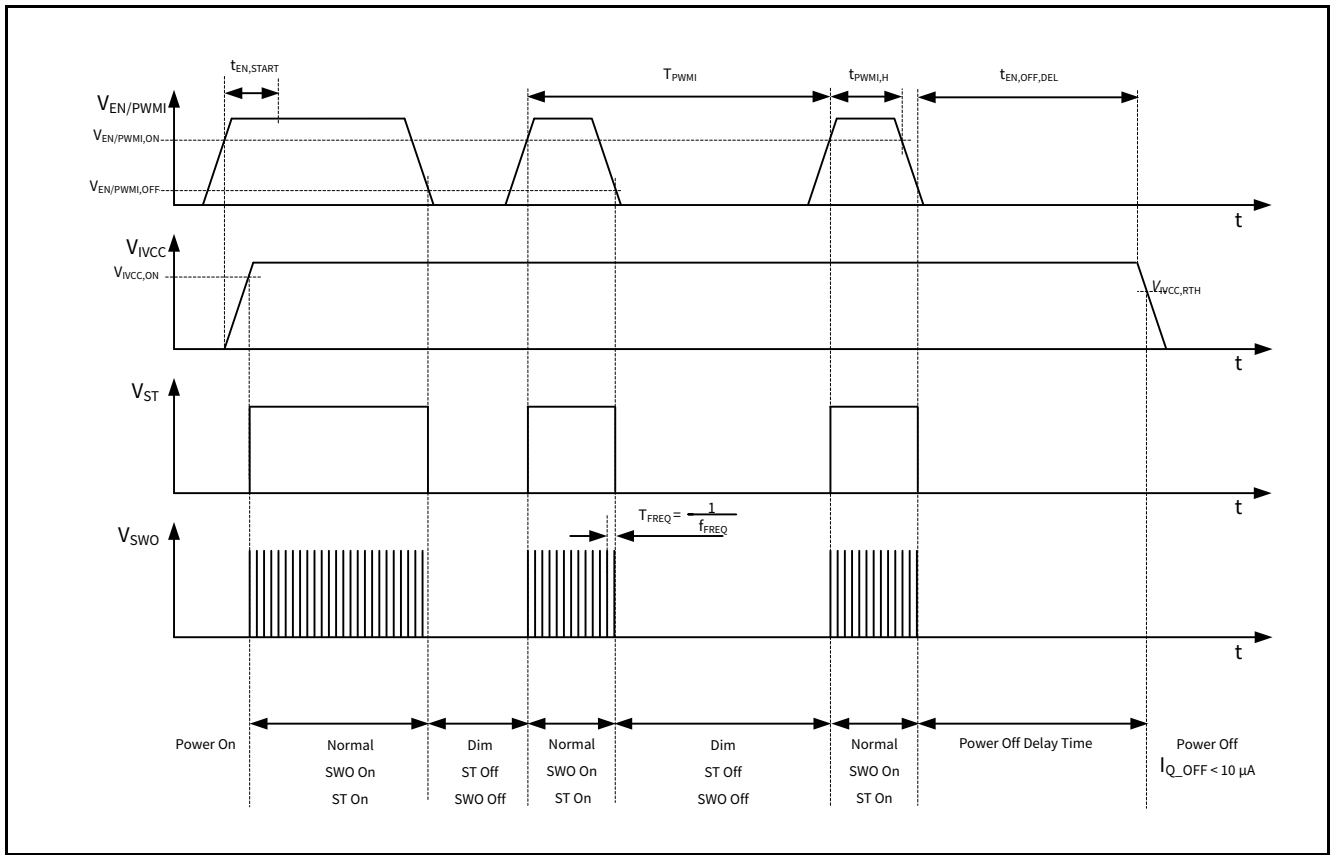 tEN,START
TPWMI
tPWMI,H
tEN,OFF,DEL
VEN/PWMI
VEN/PWMI,ON
VEN/PWMI,OFF
t
VIVCC
VIVCC,ON
VIVCC,RTH
t
VST
t
TFREQ = 1
fFREQ
VSWO
t
Power On
Normal
SWO On
ST On
Dim
ST Off
SWO Off
Normal
SWO On
ST On
Dim
ST Off
SWO Off
Normal
SWO On
ST On
Power Off Delay Time
Power Off
IQ_OFF < 10 µA